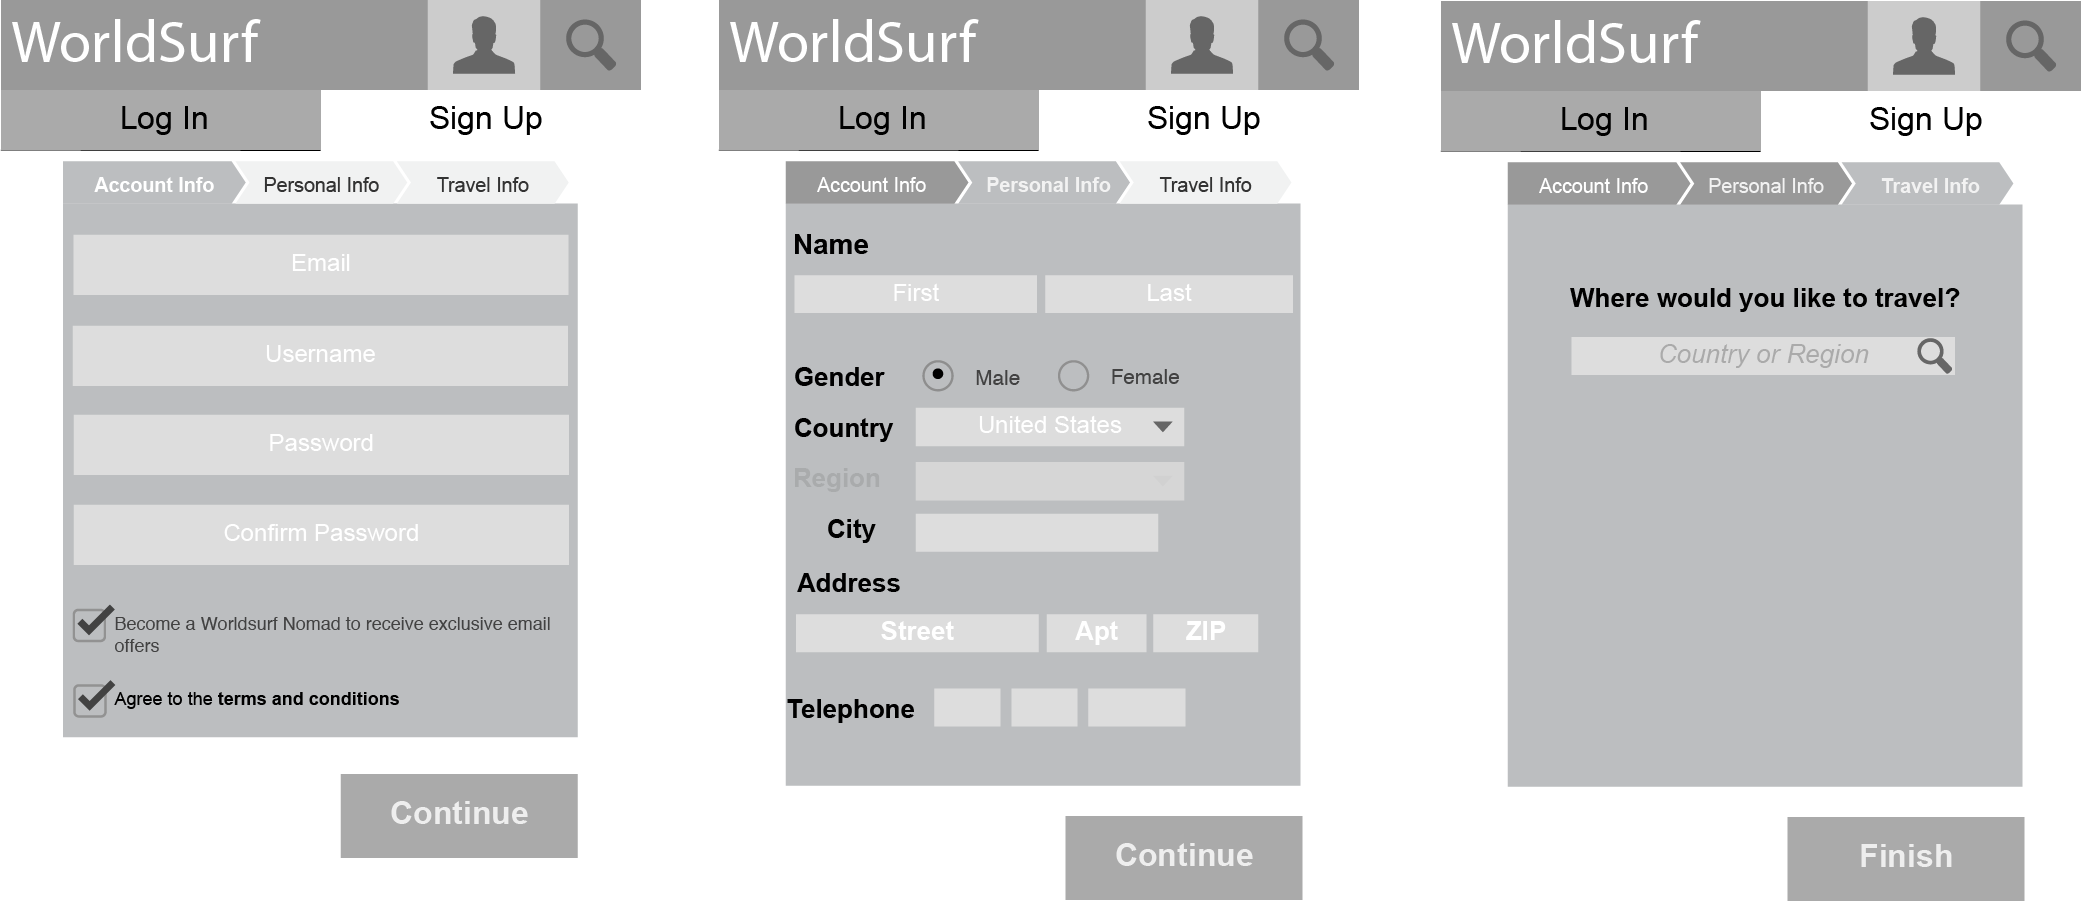 WorldSurf
Log In
Sign Up
Account Info
Personal Info
Travel Info
Email
Username
Password
Confirm Password
Become a Worldsurf Nomad to receive exclusive email
offers
Agree to the terms and conditions
Continue
WorldSurf
Log In
Sign Up
Account Info
Personal Info
Travel Info
Name
First
Last
Gender
Male
Female
Country
United States
Region
City
Address
Street
Apt
ZIP
Telephone
Continue
WorldSurf
Log In
Sign Up
Account Info
Personal Info
Travel Info
Where would you like to travel?
Country or Region
Finish